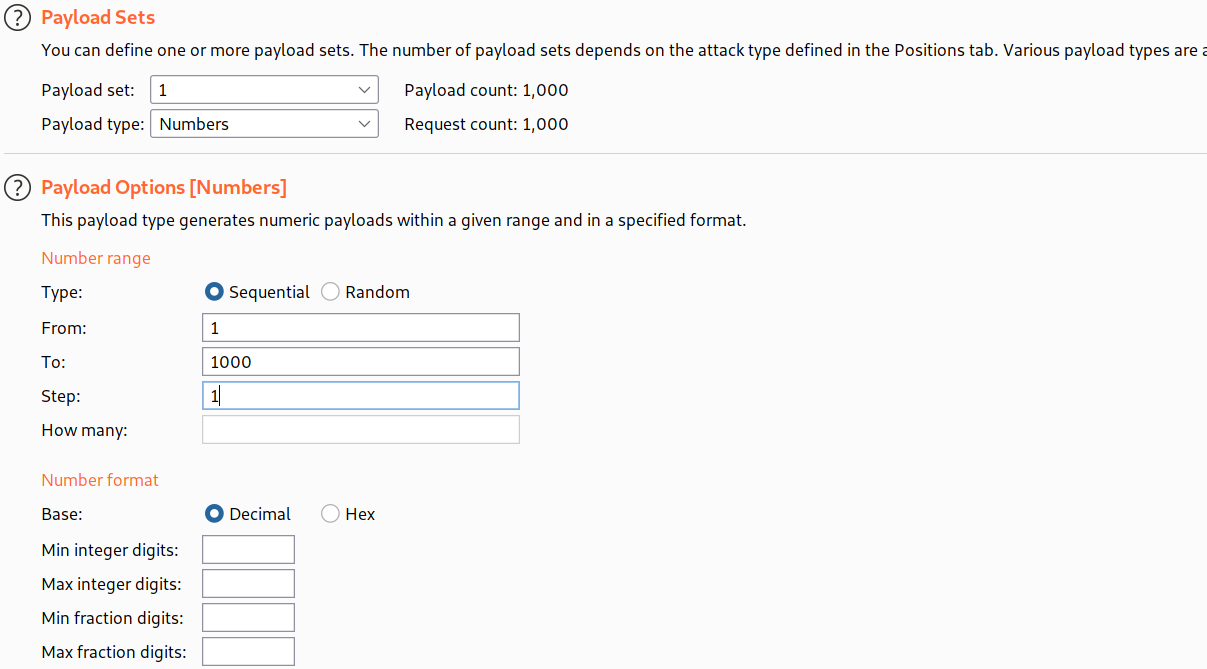 Payload Sets
You can define one or more payload sets. The number of payload sets depends on the attack type defined in the Positions tab. Various payload types are a
Payload set: 1 Payload count: 1,000
Payload type: Numbers Request count: 1,000
Payload Options [Numbers]
This payload type generates numeric payloads within a given range and in a specified format.
Number range
Type: Sequential Random
From: 1
To: 1000
Step: 1
How many:
Number format
Base: Decimal Hex
Min integer digits:
Max integer digits:
Min fraction digits:
Max fraction digits: